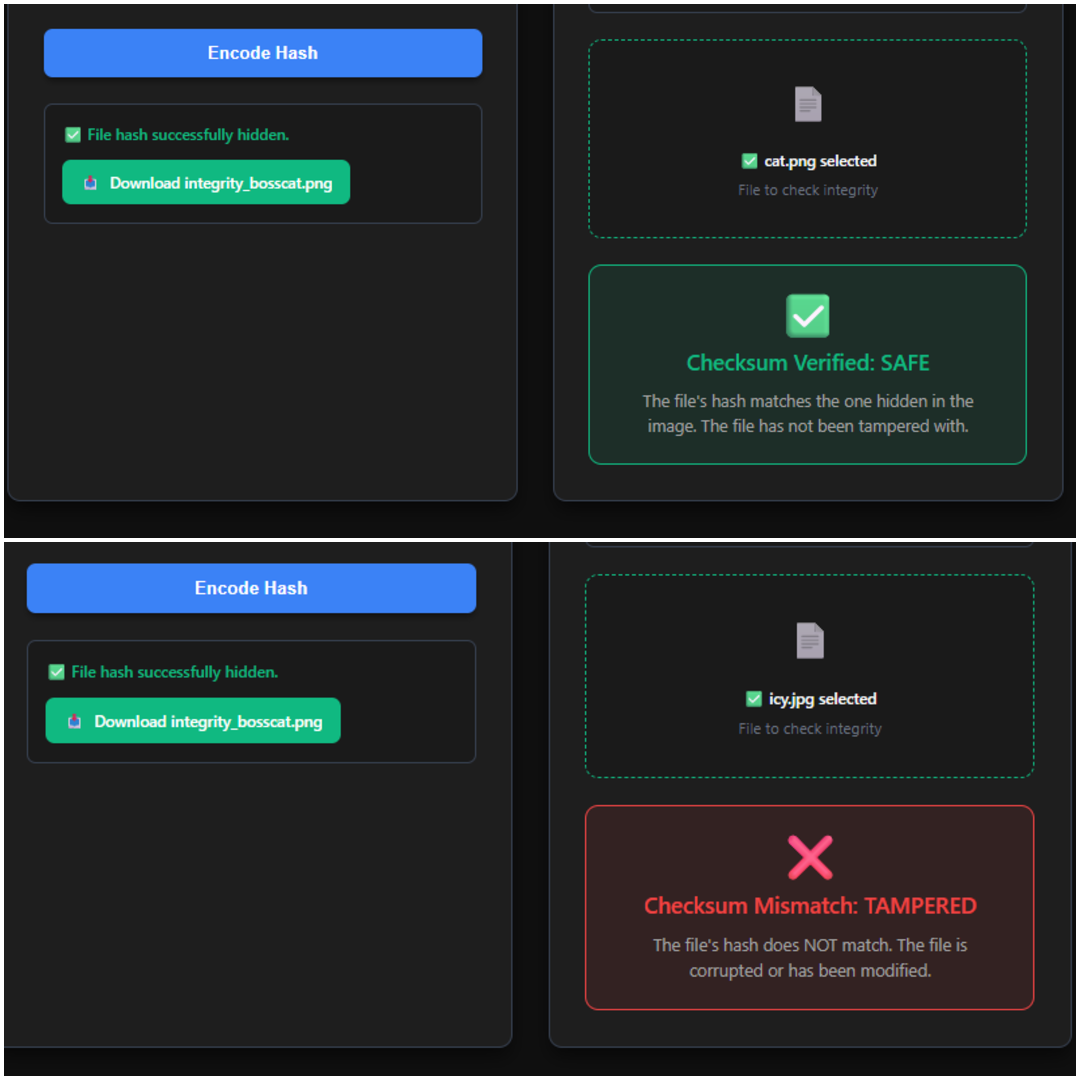 Encode Hash
✅ File hash successfully hidden.
📥 Download integrity_bosscat.png
✅ cat.png selected
File to check integrity
Checksum Verified: SAFE
The file's hash matches the one hidden in the
image. The file has not been tampered with.
Encode Hash
✅ File hash successfully hidden.
📥 Download integrity_bosscat.png
✅ icy.jpg selected
File to check integrity
Checksum Mismatch: TAMPERED
The file's hash does NOT match. The file is
corrupted or has been modified.